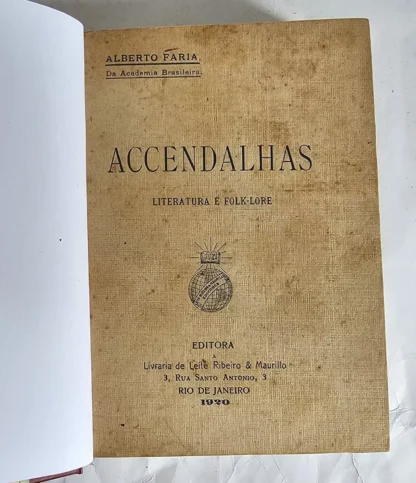 ALBERTO FARIA
Da Academia Brasileira.
ACCENDALHAS
LITERATURA E FOLK-LORE
EDITORA
A
Livraria de Leite Ribeiro & Maurillo
3, RUA SANTO ANTONIO, 3
RIO DE JANEIRO
1920